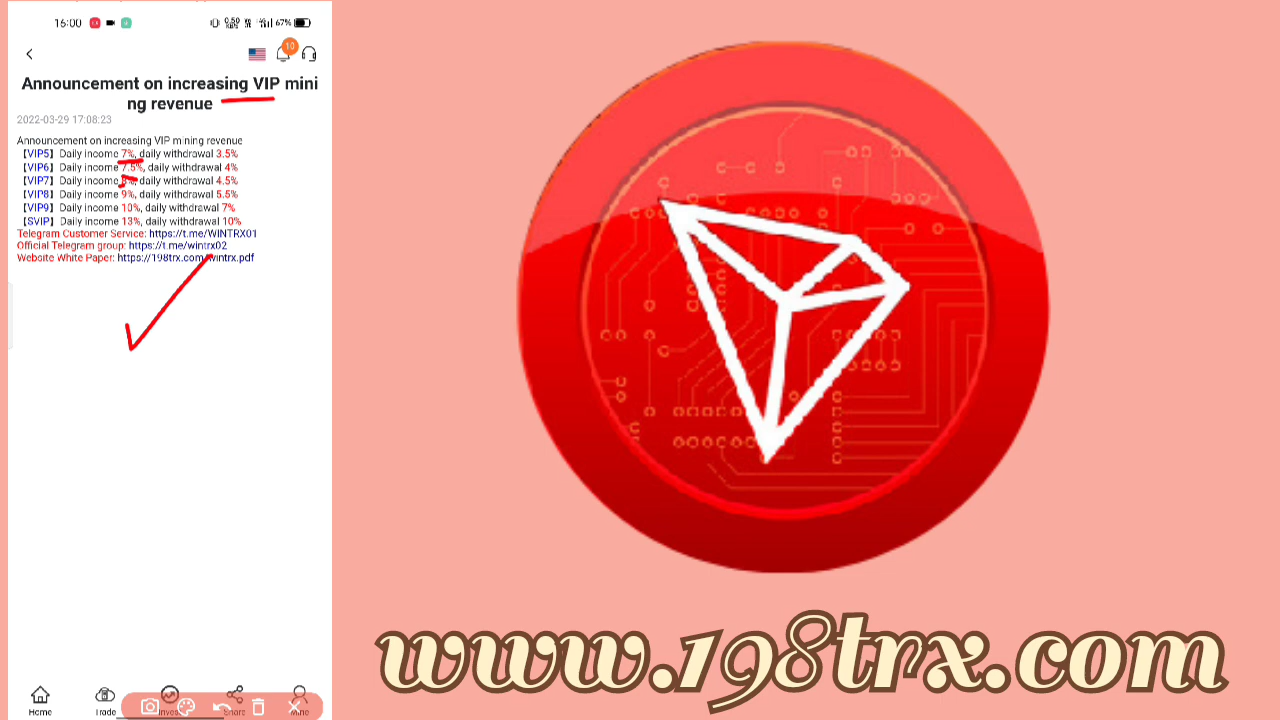 16:00
67%
10
Announcement on increasing VIP mini
ng revenue
2022-03-29 17:08:23
Announcement on increasing VIP mining revenue
【VIP5】Daily income 7%, daily withdrawal 3.5%
【VIP6】Daily income 7.5%, daily withdrawal 4%
【VIP7】Daily income 8%, daily withdrawal 4.5%
【VIP8】Daily income 9%, daily withdrawal 5.5%
【VIP9】Daily income 10%, daily withdrawal 7%
【SVIP】Daily income 13%, daily withdrawal 10%
Telegram Customer Service: https://t.me/WINTRX01
Official Telegram group: https://t.me/wintrx02
Website White Paper: https://198trx.com/wintrx.pdf
Home Trade Share Mine
www.198trx.com